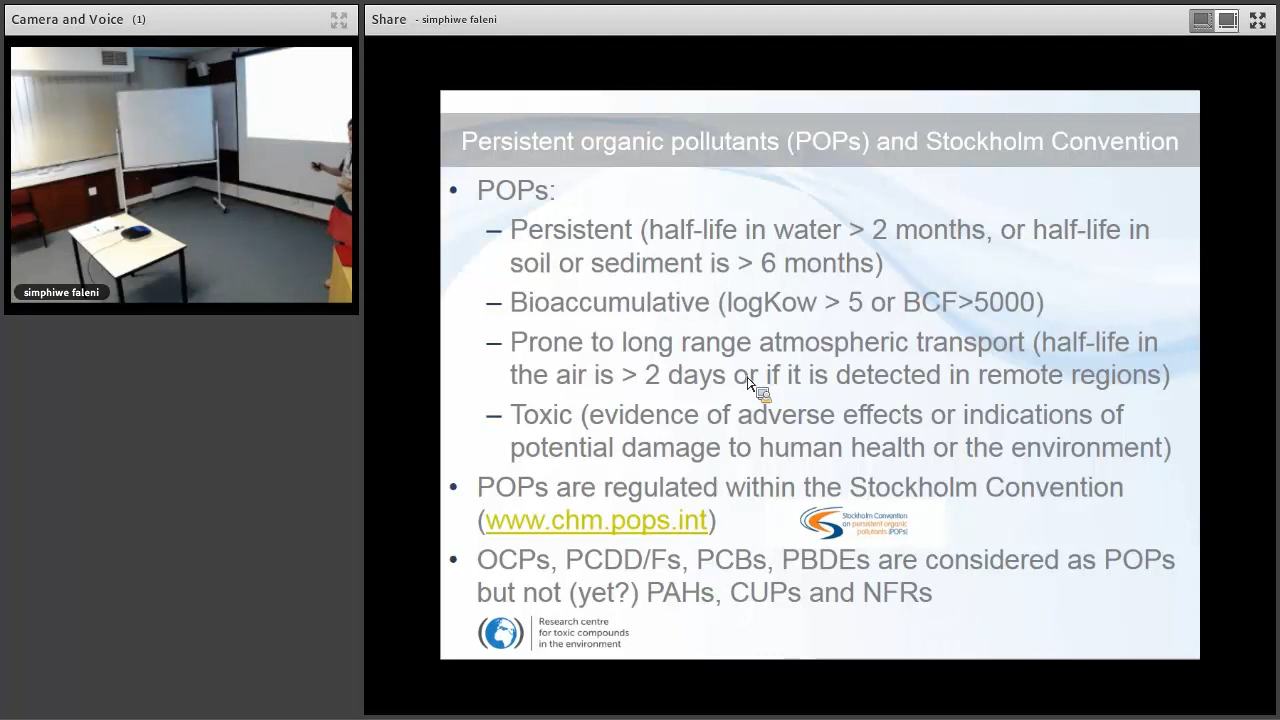 Camera and Voice (1)
simphiwe faleni
Share - simphiwe faleni
Persistent organic pollutants (POPs) and Stockholm Convention
• POPs:
– Persistent (half-life in water > 2 months, or half-life in
soil or sediment is > 6 months)
– Bioaccumulative (logKow > 5 or BCF>5000)
– Prone to long range atmospheric transport (half-life in
the air is > 2 days or if it is detected in remote regions)
– Toxic (evidence of adverse effects or indications of
potential damage to human health or the environment)
• POPs are regulated within the Stockholm Convention
(www.chm.pops.int)
Stockholm Convention
on persistent organic
pollutants (POPs)
• OCPs, PCDD/Fs, PCBs, PBDEs are considered as POPs
but not (yet?) PAHs, CUPs and NFRs
Research centre
for toxic compounds
in the environment